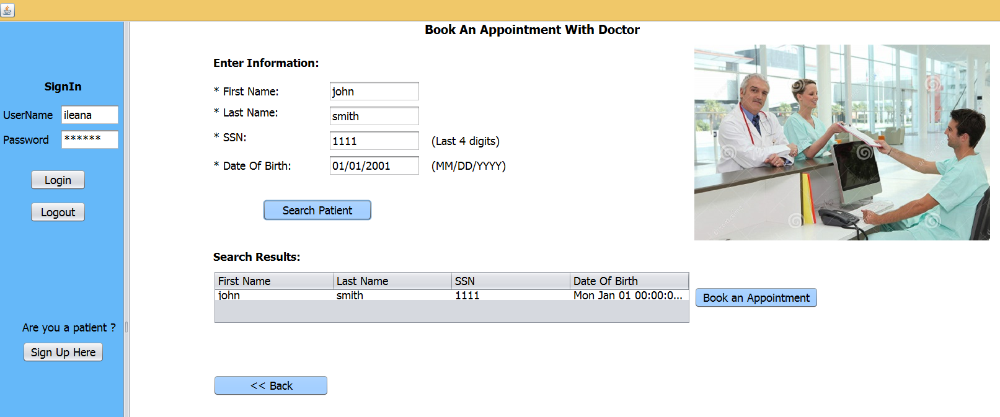 Book An Appointment With Doctor
Enter Information:
SignIn
UserName ileana
Password ******
Login
Logout
Are you a patient ?
Sign Up Here
* First Name: john
* Last Name: smith
* SSN: 1111 (Last 4 digits)
* Date Of Birth: 01/01/2001 (MM/DD/YYYY)
Search Patient
Search Results:
First Name Last Name SSN Date Of Birth
john smith 1111 Mon Jan 01 00:00:0...
Book an Appointment
<< Back